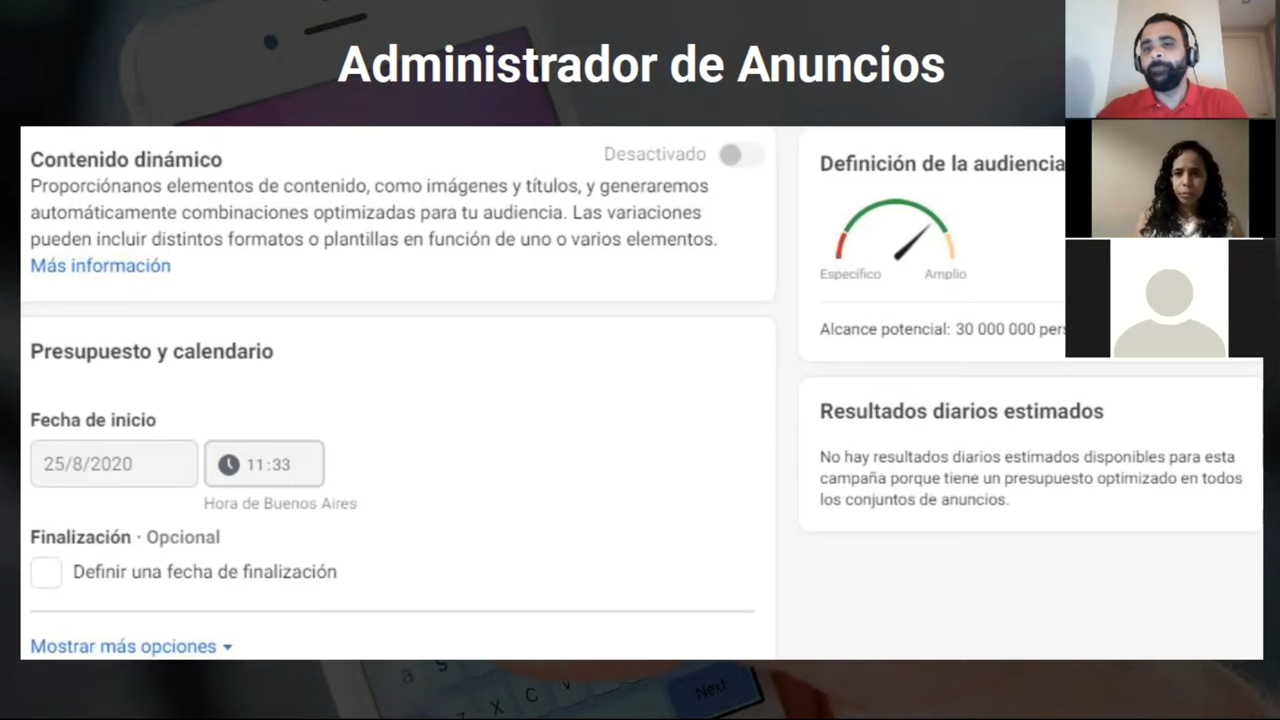 Administrador de Anuncios
Contenido dinámico
Desactivado
Proporciónanos elementos de contenido, como imágenes y títulos, y generaremos
automáticamente combinaciones optimizadas para tu audiencia. Las variaciones
pueden incluir distintos formatos o plantillas en función de uno o varios elementos.
Más información
Presupuesto y calendario
Fecha de inicio
25/8/2020
11:33
Hora de Buenos Aires
Finalización · Opcional
Definir una fecha de finalización
Mostrar más opciones
Definición de la audiencia
Específico
Amplio
Alcance potencial: 30 000 000 pers
Resultados diarios estimados
No hay resultados diarios estimados disponibles para esta
campaña porque tiene un presupuesto optimizado en todos
los conjuntos de anuncios.
a S
Z X C V
Next